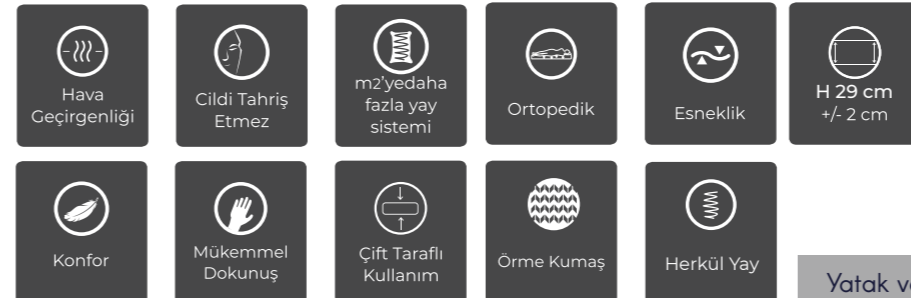 Hava
Geçirgenliği
Cildi Tahriş
Etmez
m2'yedaha
fazla yay
sistemi
Ortopedik
Esneklik
H 29 cm
+/- 2 cm
Konfor
Mükemmel
Dokunuş
Çift Taraflı
Kullanım
Örme Kumaş
Herkül Yay
Yatak